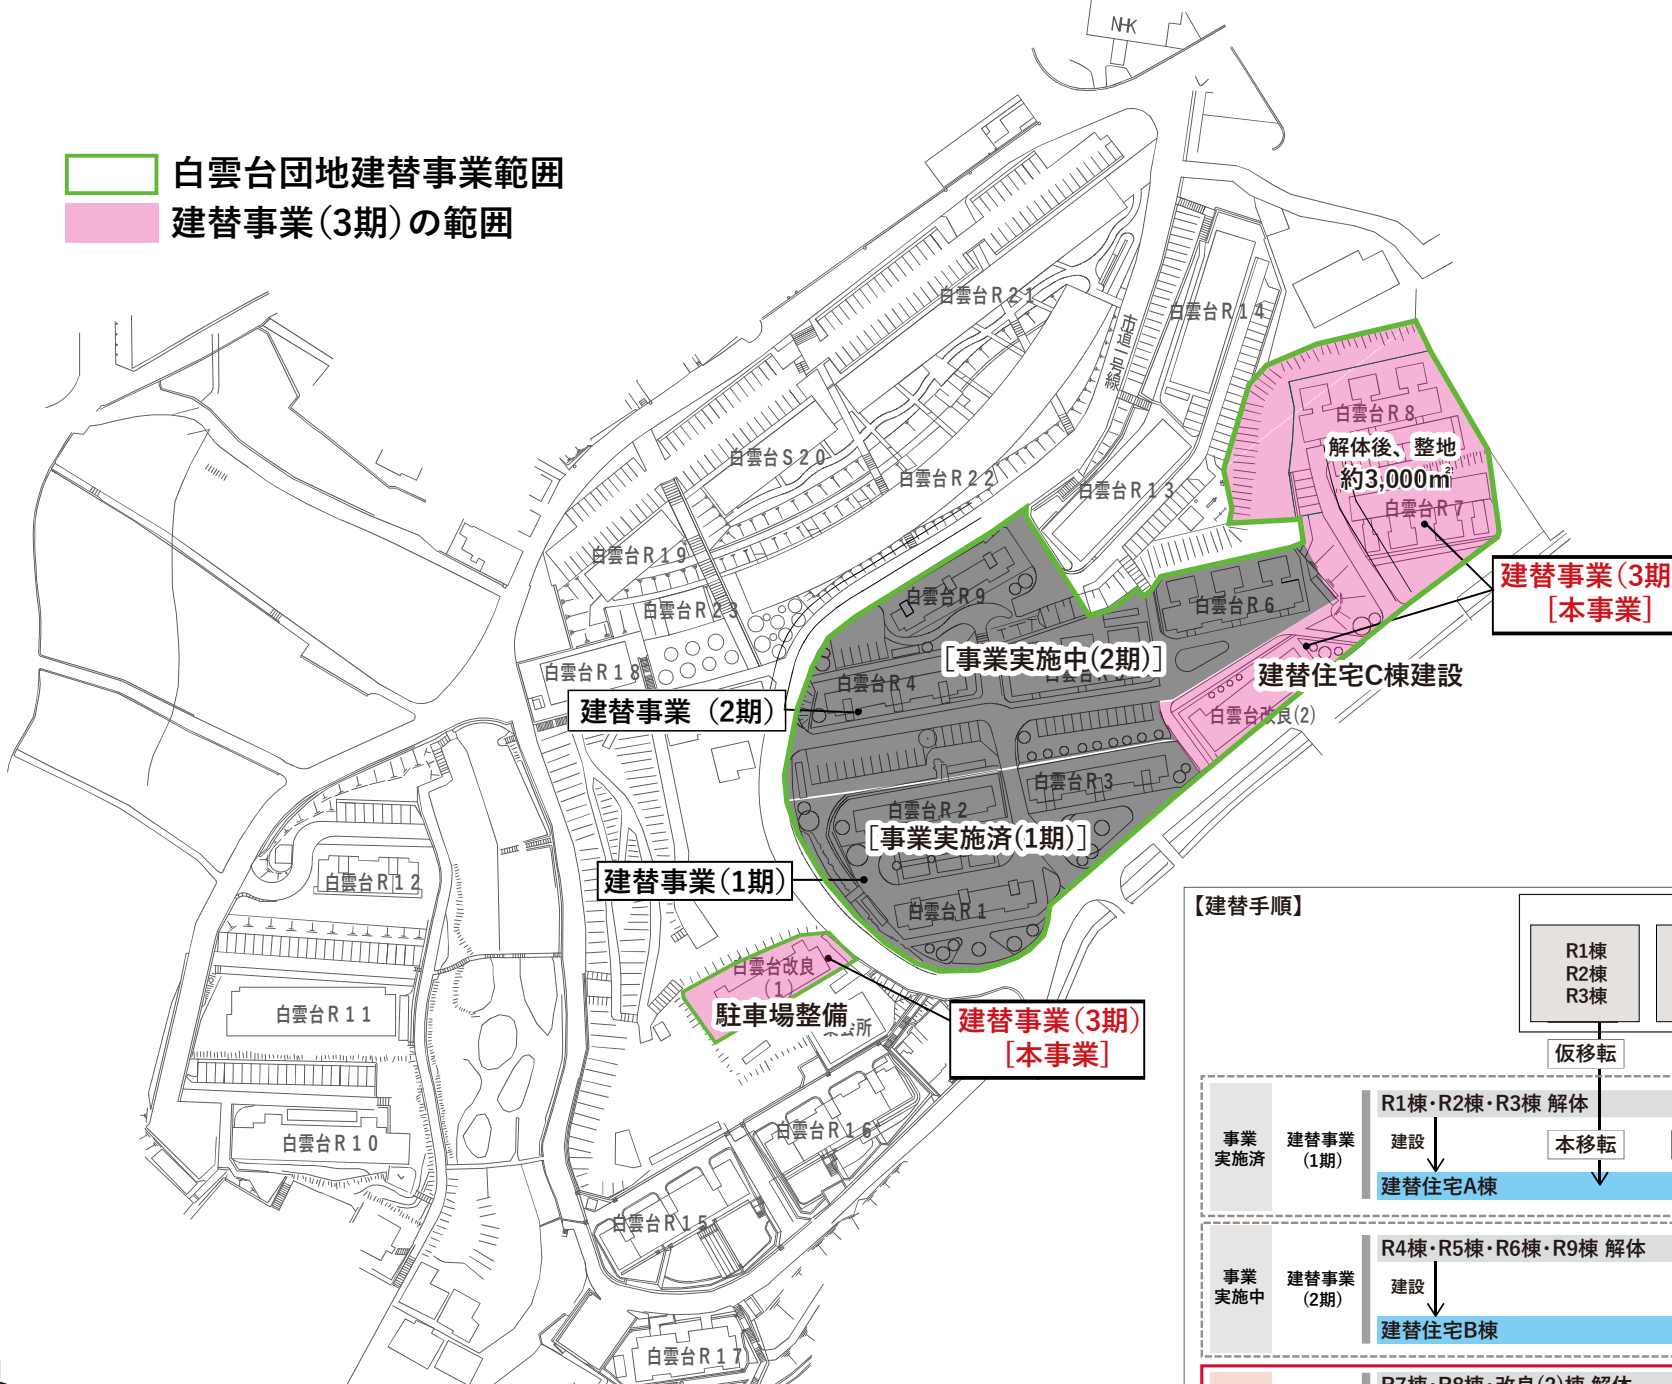 NHK
白雲台団地建替事業範囲
建替事業(3期)の範囲
白雲台R21
白雲台R14
市道一号線
白雲台R8
解体後、整地
約3,000㎡
白雲台R7
白雲台S20
白雲台R22
白雲台R13
白雲台R19
白雲台R23
白雲台R9
白雲台R6
建替事業(3期
[本事業]
白雲台R18
[事業実施中(2期)]
白雲台R4
建替住宅C棟建設
建替事業 (2期)
白雲台改良(2)
白雲台R3
白雲台R2
[事業実施済(1期)]
建替事業(1期)
白雲台R12
白雲台R1
白雲台改良
(1)
駐車場整備
集会所
建替事業(3期)
[本事業]
白雲台R11
白雲台R10
白雲台R16
白雲台R15
白雲台R17
【建替手順】
R1棟
R2棟
R3棟
仮移転
事業
実施済
建替事業
(1期)
R1棟・R2棟・R3棟 解体
建設
本移転
建替住宅A棟
事業
実施中
建替事業
(2期)
R4棟・R5棟・R6棟・R9棟 解体
建設
建替住宅B棟
R7棟・R8棟・改良(2)棟 解体